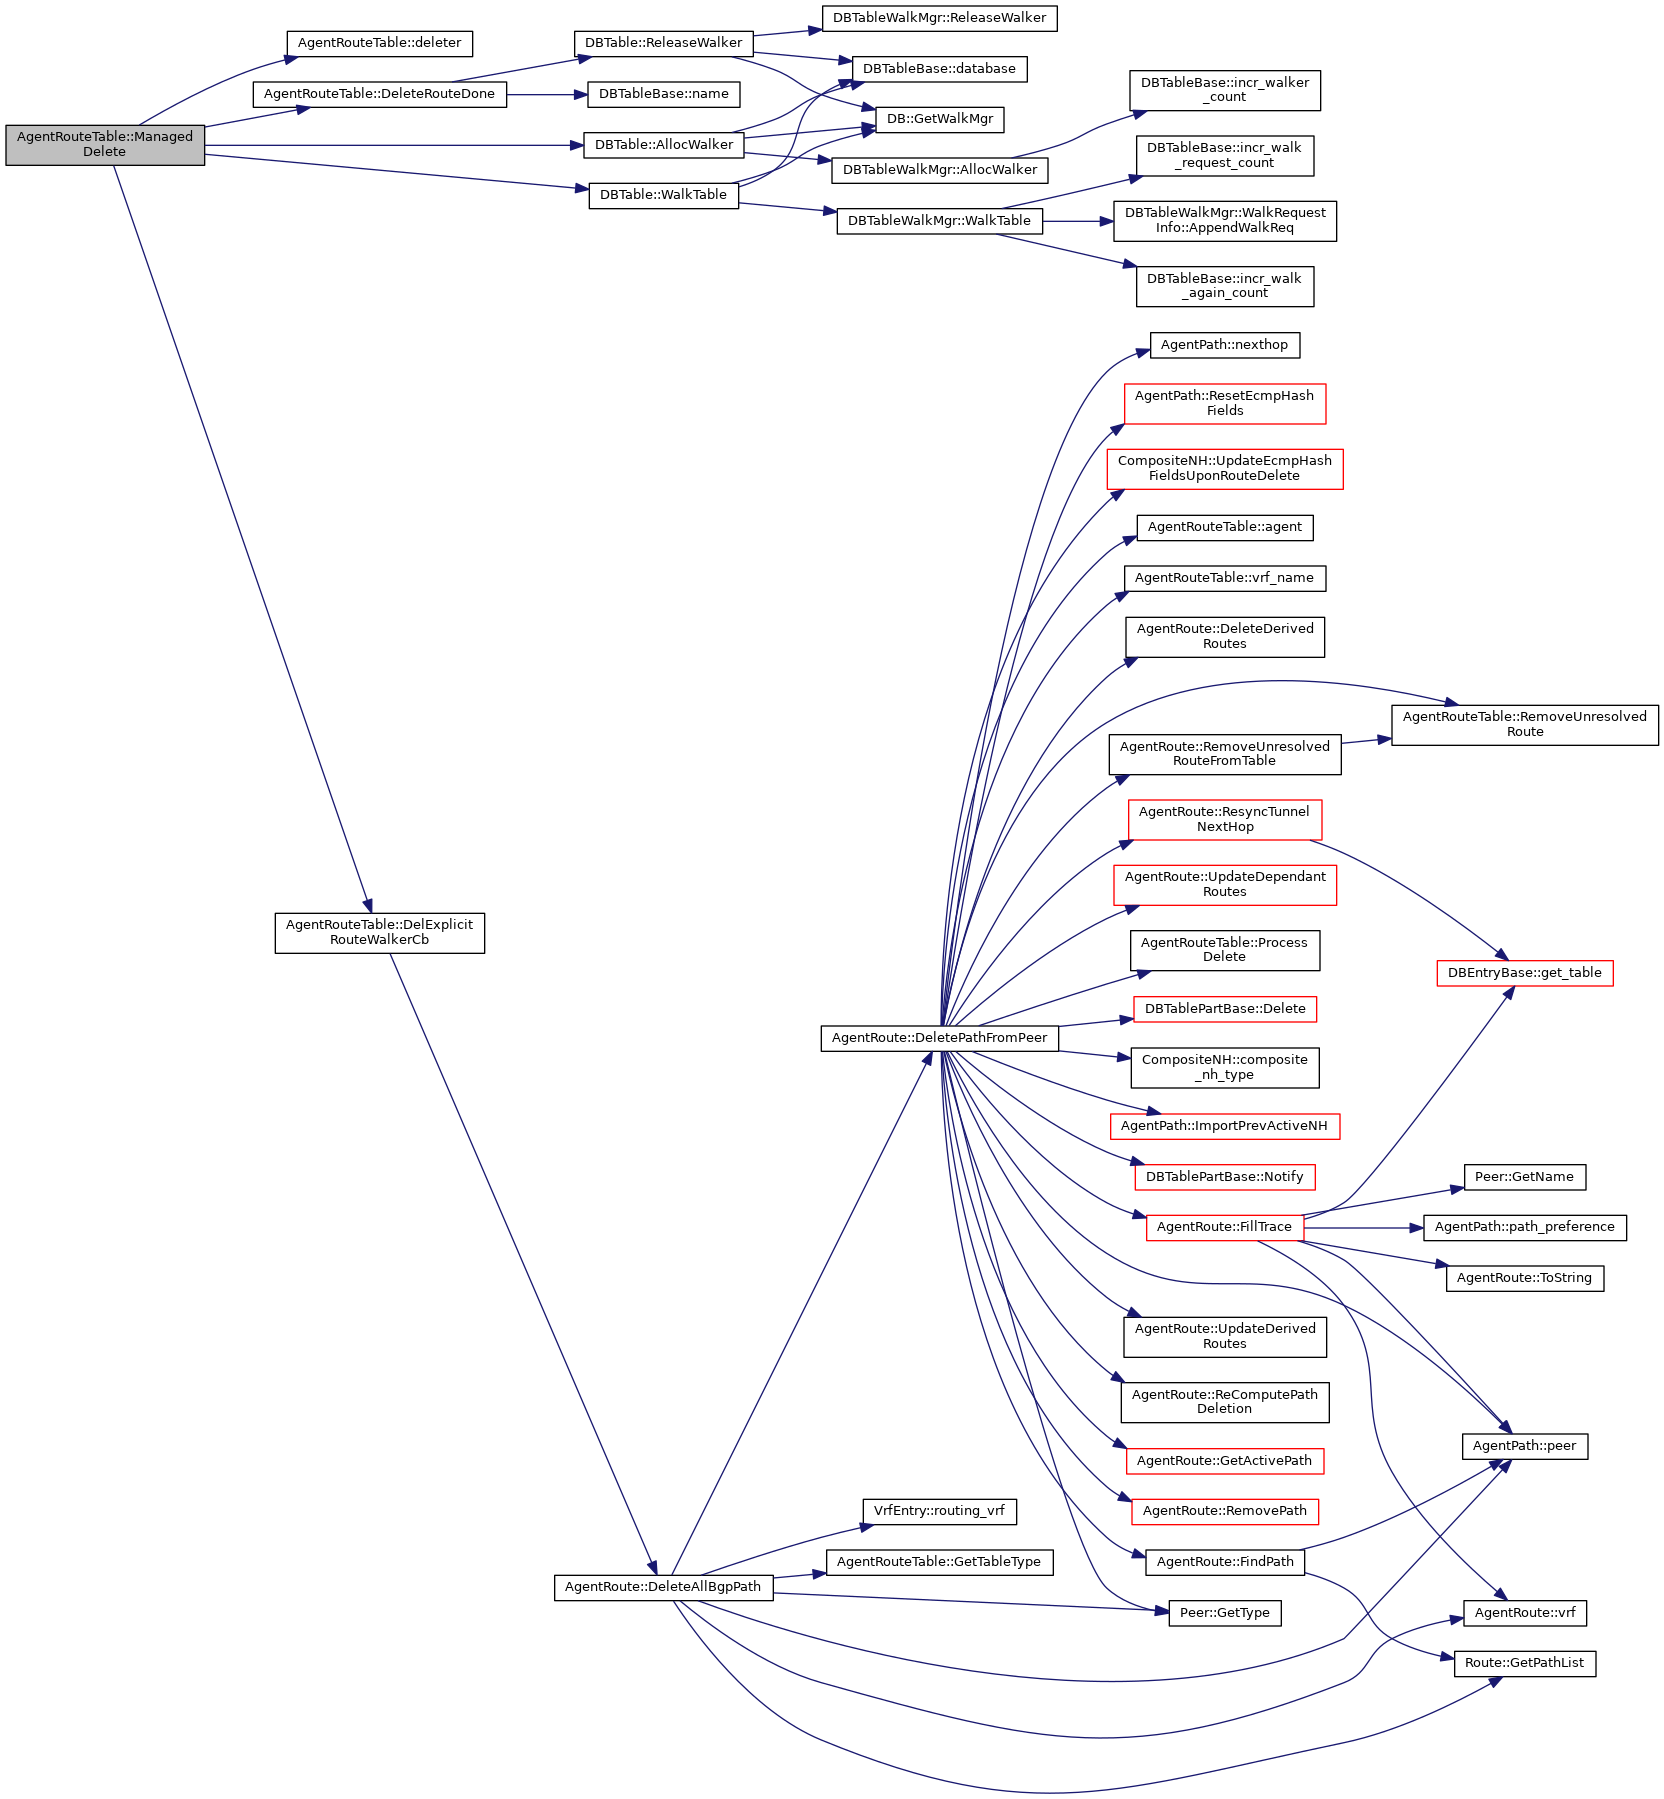 AgentRouteTable::Managed
Delete
AgentRouteTable::deleter
AgentRouteTable::DeleteRouteDone
DBTable::ReleaseWalker
DBTableBase::name
DBTable::AllocWalker
DBTable::WalkTable
DBTableWalkMgr::ReleaseWalker
DBTableBase::database
DB::GetWalkMgr
DBTableWalkMgr::AllocWalker
DBTableWalkMgr::WalkTable
DBTableBase::incr_walker
_count
DBTableBase::incr_walk
_request_count
DBTableWalkMgr::WalkRequest
Info::AppendWalkReq
DBTableBase::incr_walk
_again_count
AgentRouteTable::DelExplicit
RouteWalkerCb
AgentRoute::DeleteAllBgpPath
AgentRoute::DeletePathFromPeer
VrfEntry::routing_vrf
AgentRouteTable::GetTableType
AgentPath::nexthop
AgentPath::ResetEcmpHash
Fields
CompositeNH::UpdateEcmpHash
FieldsUponRouteDelete
AgentRouteTable::agent
AgentRouteTable::vrf_name
AgentRoute::DeleteDerived
Routes
AgentRoute::RemoveUnresolved
RouteFromTable
AgentRoute::ResyncTunnel
NextHop
AgentRoute::UpdateDependant
Routes
AgentRouteTable::Process
Delete
DBTablePartBase::Delete
CompositeNH::composite
_nh_type
AgentPath::ImportPrevActiveNH
DBTablePartBase::Notify
AgentRoute::FillTrace
AgentRoute::UpdateDerived
Routes
AgentRoute::ReComputePath
Deletion
AgentRoute::GetActivePath
AgentRoute::RemovePath
AgentRoute::FindPath
Peer::GetType
AgentRouteTable::RemoveUnresolved
Route
DBEntryBase::get_table
Peer::GetName
AgentPath::path_preference
AgentRoute::ToString
AgentPath::peer
AgentRoute::vrf
Route::GetPathList